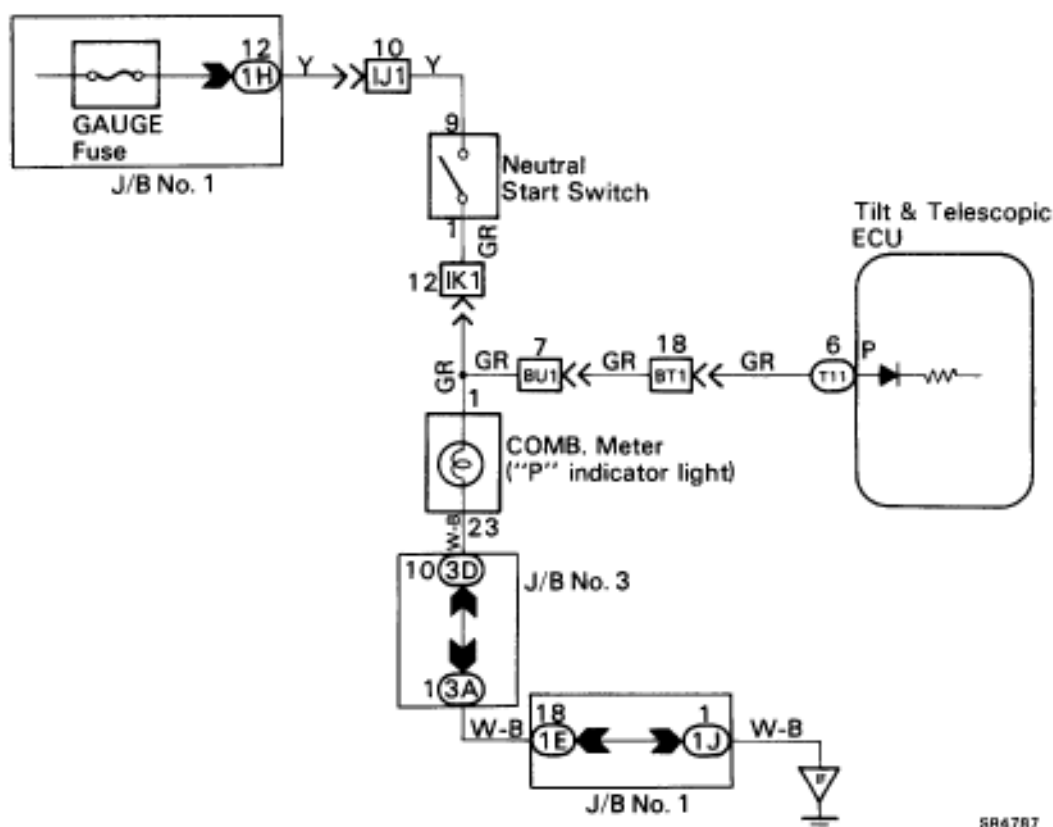 12
10
1H
Y
IJ1
Y
GAUGE
Fuse
J/B No. 1
9
Neutral
Start Switch
1
GR
12
IK1
Tilt & Telescopic
ECU
GR
GR
7
BU1
GR
18
BT1
GR
6
T11
P
1
COMB. Meter
("P" indicator light)
W-B
23
10
3D
J/B No. 3
1
3A
W-B
18
1E
1
1J
W-B
J/B No. 1
SR4787